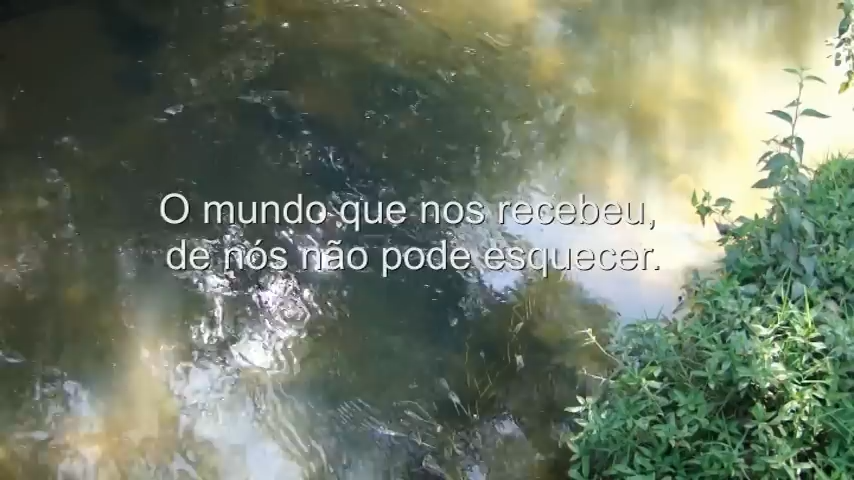 O mundo que nos recebeu,
de nós não pode esquecer.